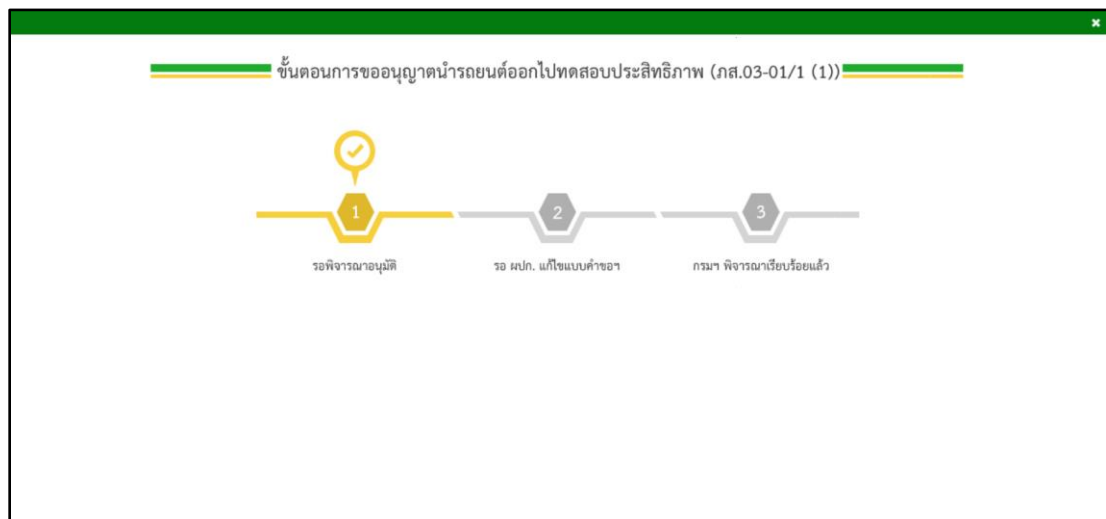 ขั้นตอนการขออนุญาตนำรถยนต์ออกไปทดสอบประสิทธิภาพ (ภส.03-01/1 (1))
1
2
3
รอพิจารณาอนุมัติ
รอ ผปก. แก้ไขแบบคำขอฯ
กรมฯ พิจารณาเรียบร้อยแล้ว